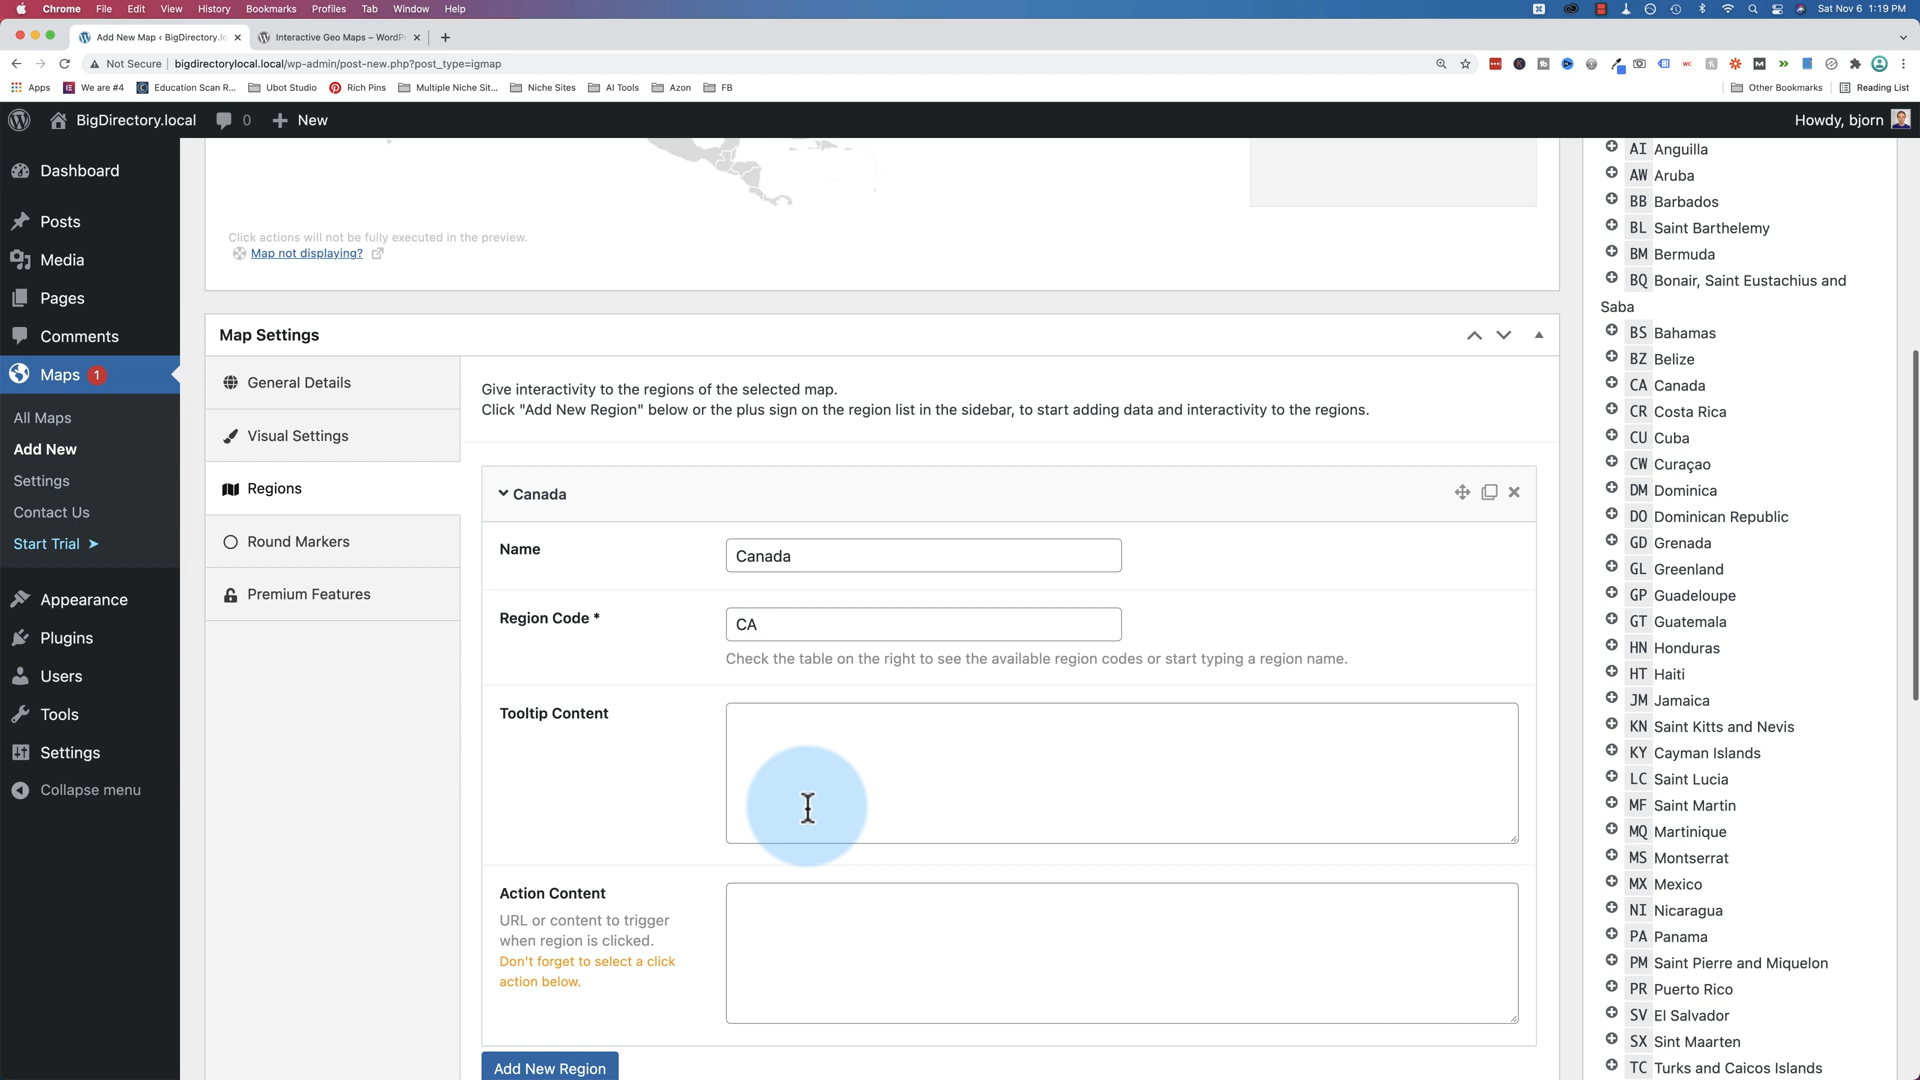 Chrome File Edit View History Bookmarks Profiles Tab Window Help
Sat Nov 6 1:19 PM
Add New Map ‹ BigDirectory.lo
Interactive Geo Maps – WordP
Not Secure bigdirectorylocal.local/wp-admin/post-new.php?post_type=igmap
Apps We are #4 Education Scan R... Ubot Studio Rich Pins Multiple Niche Sit... Niche Sites AI Tools Azon FB Other Bookmarks Reading List
BigDirectory.local 0 New Howdy, bjorn
Dashboard
Posts
Media
Pages
Comments
Maps 1
All Maps
Add New
Settings
Contact Us
Start Trial ➤
Appearance
Plugins
Users
Tools
Settings
Collapse menu
Click actions will not be fully executed in the preview.
Map not displaying?
Map Settings
General Details
Visual Settings
Regions
Round Markers
Premium Features
Give interactivity to the regions of the selected map.
Click "Add New Region" below or the plus sign on the region list in the sidebar, to start adding data and interactivity to the regions.
Canada
Name
Canada
Region Code *
CA
Check the table on the right to see the available region codes or start typing a region name.
Tooltip Content
Action Content
URL or content to trigger
when region is clicked.
Don't forget to select a click
action below.
Add New Region
AI Anguilla
AW Aruba
BB Barbados
BL Saint Barthelemy
BM Bermuda
BQ Bonair, Saint Eustachius and
Saba
BS Bahamas
BZ Belize
CA Canada
CR Costa Rica
CU Cuba
CW Curaçao
DM Dominica
DO Dominican Republic
GD Grenada
GL Greenland
GP Guadeloupe
GT Guatemala
HN Honduras
HT Haiti
JM Jamaica
KN Saint Kitts and Nevis
KY Cayman Islands
LC Saint Lucia
MF Saint Martin
MQ Martinique
MS Montserrat
MX Mexico
NI Nicaragua
PA Panama
PM Saint Pierre and Miquelon
PR Puerto Rico
SV El Salvador
SX Sint Maarten
TC Turks and Caicos Islands